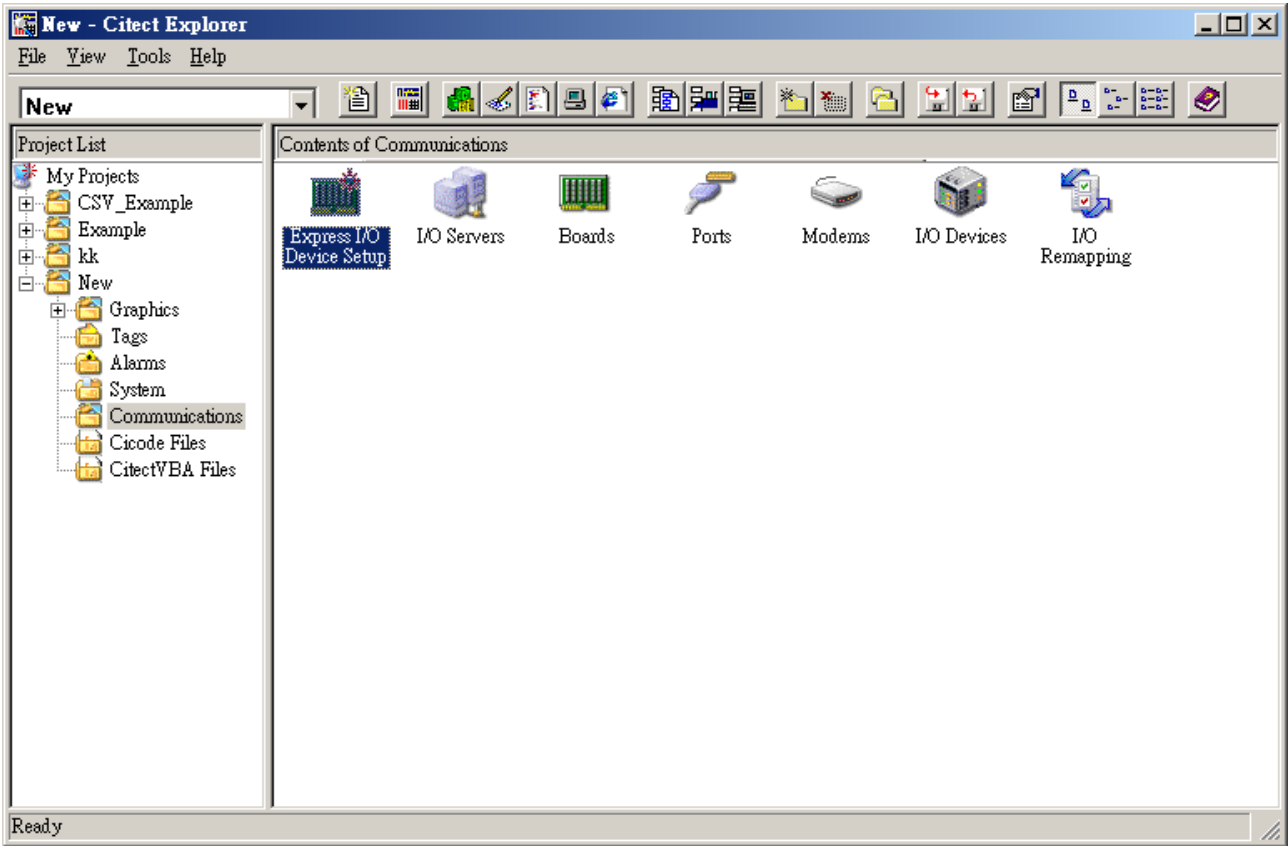 New - Citect Explorer
File View Tools Help
New
Project List
My Projects
CSV_Example
Example
kk
New
Graphics
Tags
Alarms
System
Communications
Cicode Files
CitectVBA Files
Contents of Communications
Express I/O
Device Setup
I/O Servers
Boards
Ports
Modems
I/O Devices
I/O
Remapping
Ready